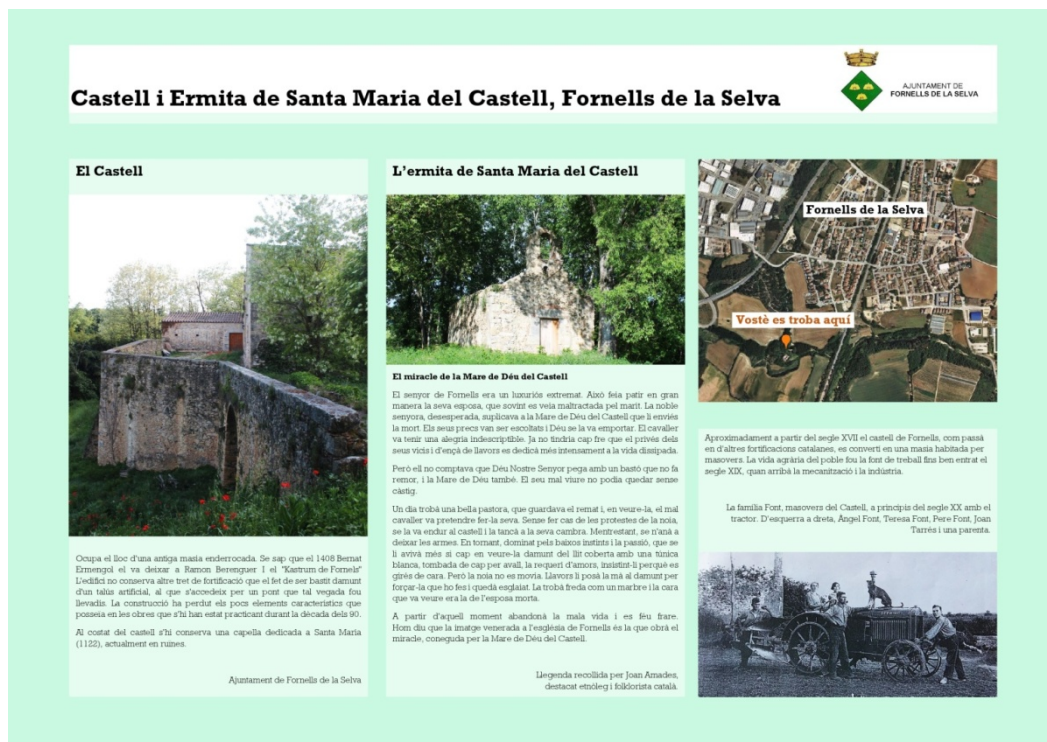 Castell i Ermita de Santa Maria del Castell, Fornells de la Selva
AJUNTAMENT DE
FORNELLS DE LA SELVA
El Castell
Ocupa el lloc d'una antiga masia enderrocada. Se sap que el 1408 Bernat
Ermengol el va deixar a Ramon Berenguer I el "Kastrum de Fornels"
L'edifici no conserva altre tret de fortificació que el fet de ser bastit damunt
d'un talús artificial, al que s'accedeix per un pont que tal vegada fou
llevadís. La construcció ha perdut els pocs elements característics que
posseïa en les obres que s'hi han estat practicant durant la dècada dels 90.
Al costat del castell s'hi conserva una capella dedicada a Santa Maria
(1122), actualment en ruïnes.
Ajuntament de Fornells de la Selva
L'ermita de Santa Maria del Castell
El miracle de la Mare de Déu del Castell
El senyor de Fornells era un luxuriós extremat. Això feia patir en gran
manera la seva esposa, que sovint es veia maltractada pel marit. La noble
senyora, desesperada, suplicava a la Mare de Déu del Castell que li enviés
la mort. Els seus precs van ser escoltats i Déu se la va emportar. El cavaller
va tenir una alegria indescriptible. Ja no tindria cap fre que el privés dels
seus vicis i d'ençà de llavors es dedicà més intensament a la vida dissipada.
Però ell no comptava que Déu Nostre Senyor pega amb un bastó que no fa
remor, i la Mare de Déu també. El seu mal viure no podia quedar sense
càstig.
Un dia trobà una bella pastora, que guardava el remat i, en veure-la, el mal
cavaller va pretendre fer-la seva. Sense fer cas de les protestes de la noia,
se la va endur al castell i la tancà a la seva cambra. Mentrestant, se n'anà a
deixar les armes. En tornant, dominat pels baixos instints i la passió, que se
li avivà més si cap en veure-la damunt del llit coberta amb una túnica
blanca, tombada de cap per avall, la requerí d'amors, insistint-li perquè es
girés de cara. Però la noia no es movia. Llavors li posà la mà al damunt per
forçar-la que ho fes i quedà esglaiat. La trobà freda com un marbre i la cara
que va veure era la de l'esposa morta.
A partir d'aquell moment abandonà la mala vida i es féu frare.
Hom diu que la imatge venerada a l'església de Fornells és la que obrà el
miracle, coneguda per la Mare de Déu del Castell.
Llegenda recollida per Joan Amades,
destacat etnòleg i folklorista català.
Fornells de la Selva
Vostè es troba aquí
Aproximadament a partir del segle XVII el castell de Fornells, com passà
en d'altres fortificacions catalanes, es convertí en una masia habitada per
masovers. La vida agrària del poble fou la font de treball fins ben entrat el
segle XIX, quan arribà la mecanització i la indústria.
La família Font, masovers del Castell, a principis del segle XX amb el
tractor. D'esquerra a dreta, Àngel Font, Teresa Font, Pere Font, Joan
Tarrés i una parenta.